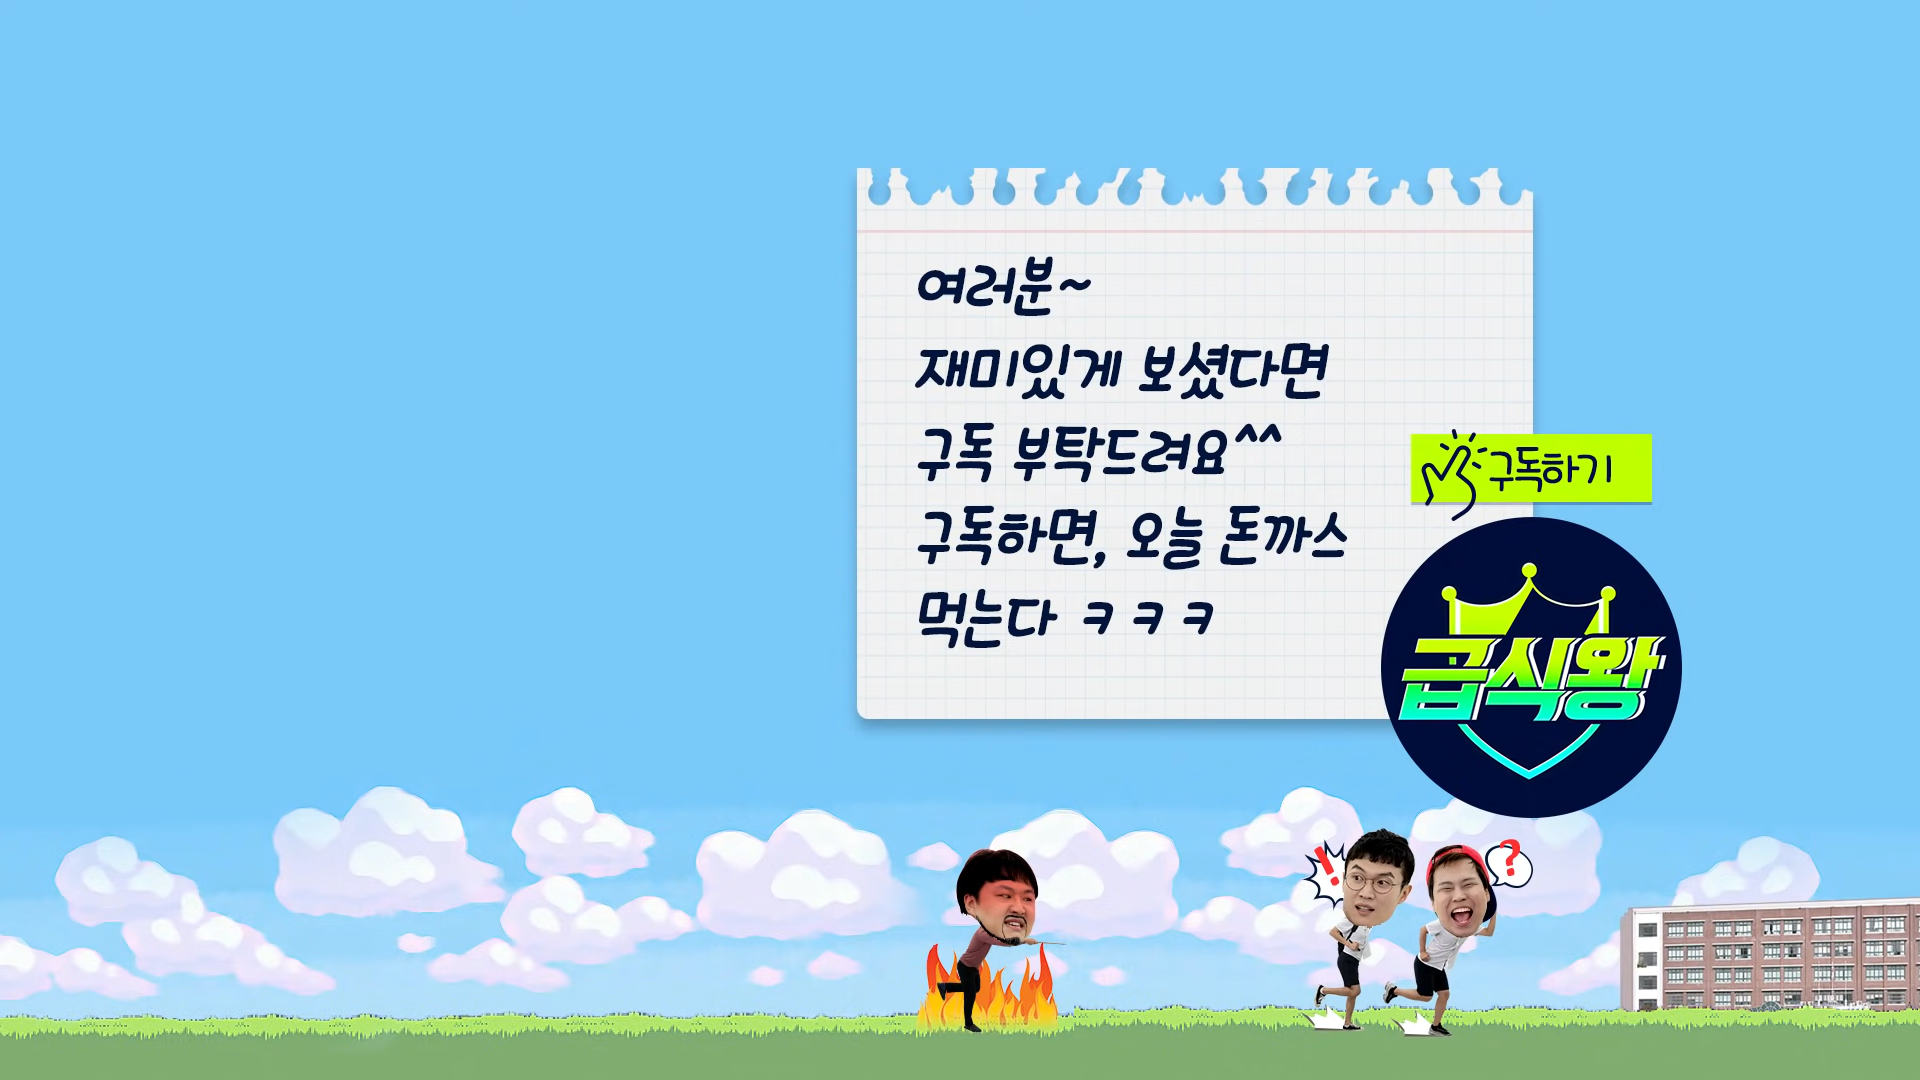 여러분~
재미있게 보셨다면
구독 부탁드려요^^
구독하면, 오늘 돈까스
먹는다 ㅋㅋㅋ
구독하기
급식왕
!
?